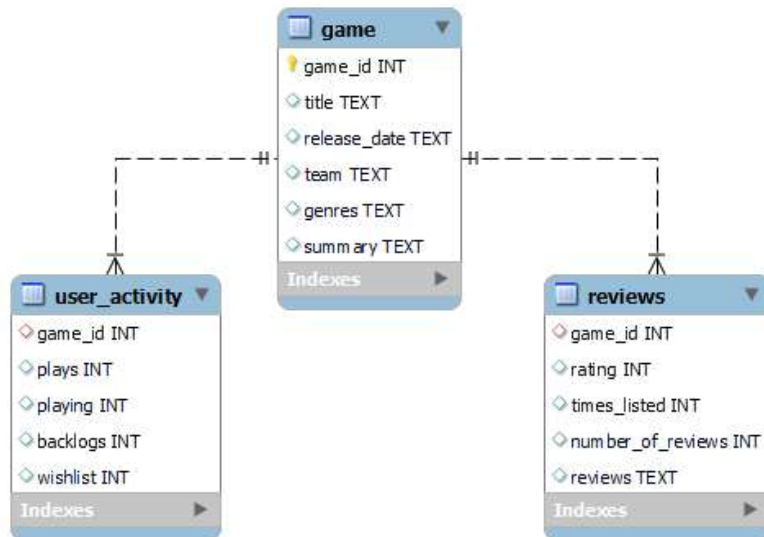 game
game_id INT
title TEXT
release_date TEXT
team TEXT
genres TEXT
summary TEXT
Indexes
user_activity
game_id INT
plays INT
playing INT
backlogs INT
wishlist INT
Indexes
reviews
game_id INT
rating INT
times_listed INT
number_of_reviews INT
reviews TEXT
Indexes